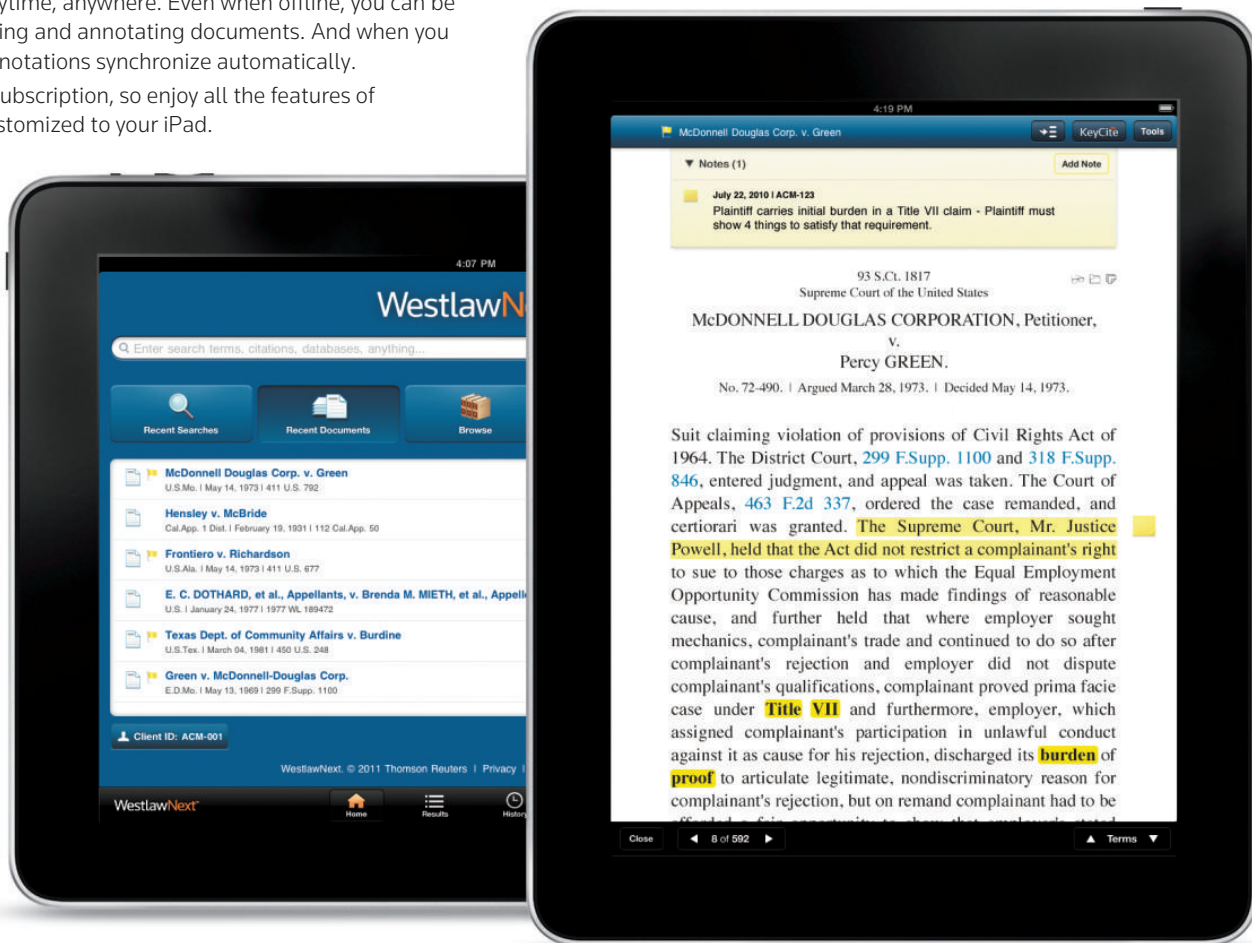 ytime, anywhere. Even when offline, you can be
ing and annotating documents. And when you
notations synchronize automatically.
ubscription, so enjoy all the features of
stomized to your iPad.
4:07 PM
WestlawN
Enter search terms, citations, databases, anything...
Recent Searches
Recent Documents
Browse
McDonnell Douglas Corp. v. Green
U.S.Mo. | May 14, 1973 | 411 U.S. 792
Hensley v. McBride
Cal.App. 1 Dist. | February 19, 1931 | 112 Cal.App. 50
Frontiero v. Richardson
U.S.Ala. | May 14, 1973 | 411 U.S. 677
E. C. DOTHARD, et al., Appellants, v. Brenda M. MIETH, et al., Appell
U.S. | January 24, 1977 | 1977 WL 189472
Texas Dept. of Community Affairs v. Burdine
U.S.Tex. | March 04, 1981 | 450 U.S. 248
Green v. McDonnell-Douglas Corp.
E.D.Mo. | May 13, 1969 | 299 F.Supp. 1100
Client ID: ACM-001
WestlawNext. © 2011 Thomson Reuters | Privacy |
WestlawNext
Home
Results
History
4:19 PM
McDonnell Douglas Corp. v. Green
KeyCite
Tools
Notes (1)
Add Note
July 22, 2010 | ACM-123
Plaintiff carries initial burden in a Title VII claim - Plaintiff must
show 4 things to satisfy that requirement.
93 S.Ct. 1817
Supreme Court of the United States
McDONNELL DOUGLAS CORPORATION, Petitioner,
v.
Percy GREEN.
No. 72-490. | Argued March 28, 1973. | Decided May 14, 1973.
Suit claiming violation of provisions of Civil Rights Act of
1964. The District Court, 299 F.Supp. 1100 and 318 F.Supp.
846, entered judgment, and appeal was taken. The Court of
Appeals, 463 F.2d 337, ordered the case remanded, and
certiorari was granted. The Supreme Court, Mr. Justice
Powell, held that the Act did not restrict a complainant's right
to sue to those charges as to which the Equal Employment
Opportunity Commission has made findings of reasonable
cause, and further held that where employer sought
mechanics, complainant's trade and continued to do so after
complainant's rejection and employer did not dispute
complainant's qualifications, complainant proved prima facie
case under Title VII and furthermore, employer, which
assigned complainant's participation in unlawful conduct
against it as cause for his rejection, discharged its burden of
proof to articulate legitimate, nondiscriminatory reason for
complainant's rejection, but on remand complainant had to be
Close
8 of 592
Terms